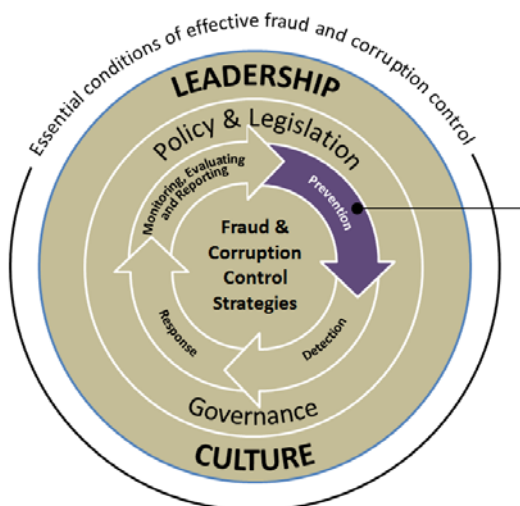 Essential conditions of effective fraud and corruption control
LEADERSHIP
Policy & Legislation
Monitoring, Evaluating
and Reporting
Prevention
Fraud &
Corruption
Control
Strategies
Response
Detection
Governance
CULTURE